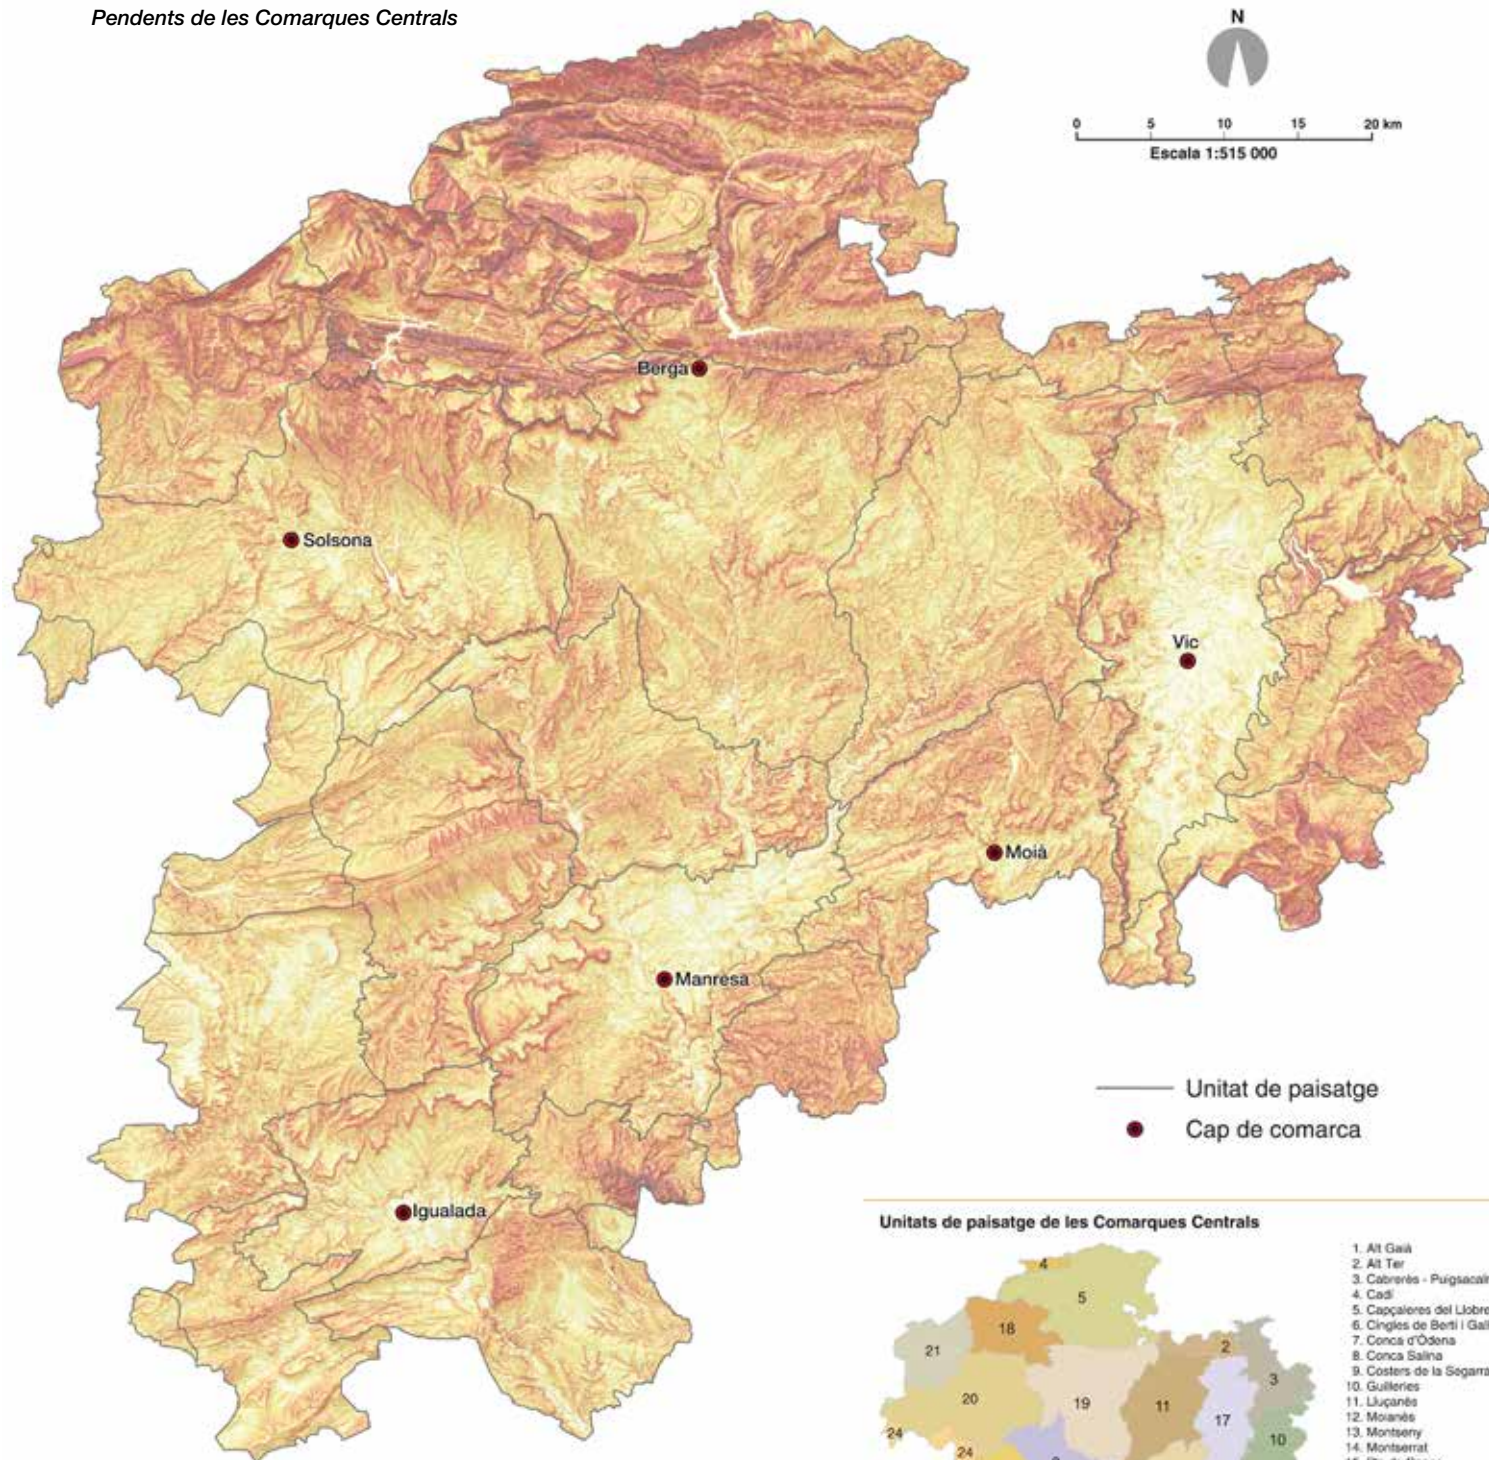 Pendents de les Comarques Centrals
N
0 5 10 15 20 km
Escala 1:515 000
Berga
Solsona
Vic
Moià
Manresa
Igualada
Unitat de paisatge
Cap de comarca
Unitats de paisatge de les Comarques Centrals
4
5
18
21
2
3
20
19
11
17
10
24
24
1. Alt Gaià
2. Alt Ter
3. Cabrerès - Puigsacalm
4. Cadí
5. Capçaleres del Llobre
6. Cingles de Bertí i Gall
7. Conca d'Òdena
8. Conca Salina
9. Costers de la Segarra
10. Guilleries
11. Lluçanès
12. Moianès
13. Montseny
14. Montserrat